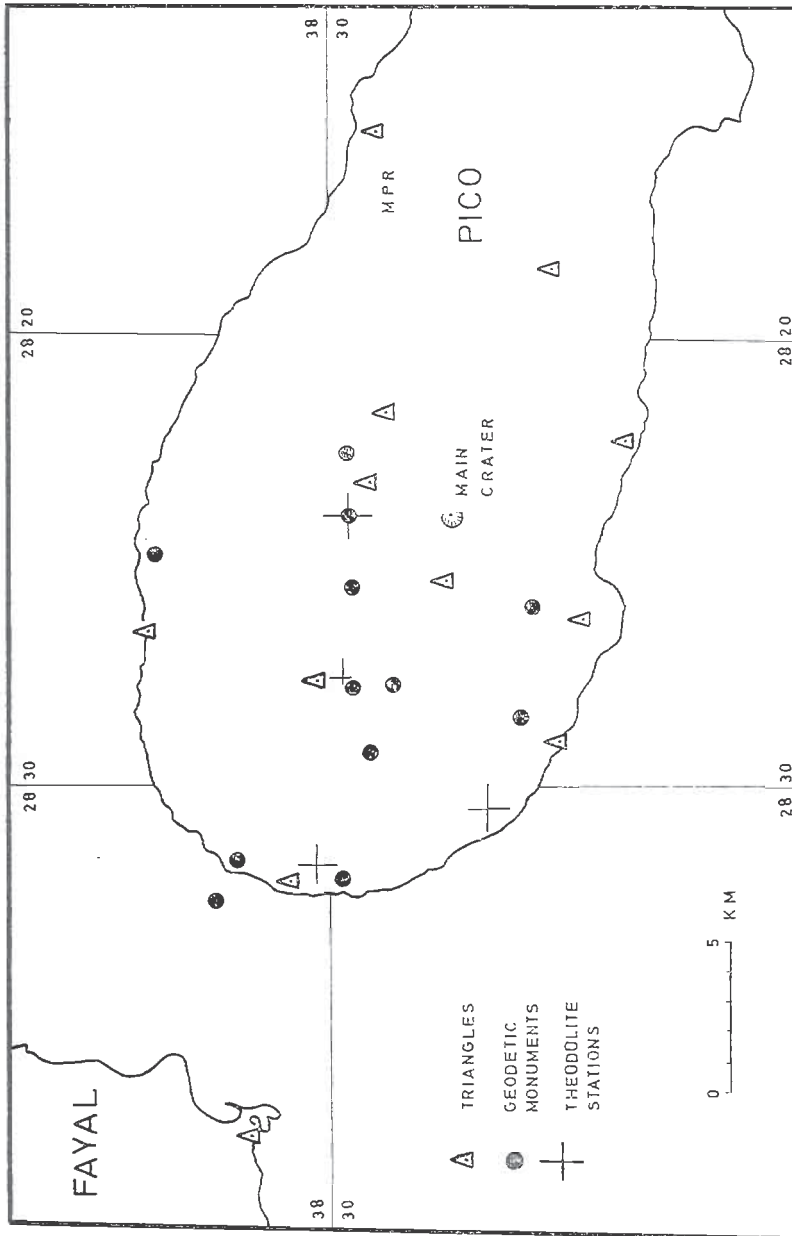 28 30
28 20
FAYAL
38
30
38
30
MPR
PICO
MAIN
CRATER
TRIANGLES
GEODETIC
MONUMENTS
THEODOLITE
STATIONS
0
5
KM
28 30
28 20